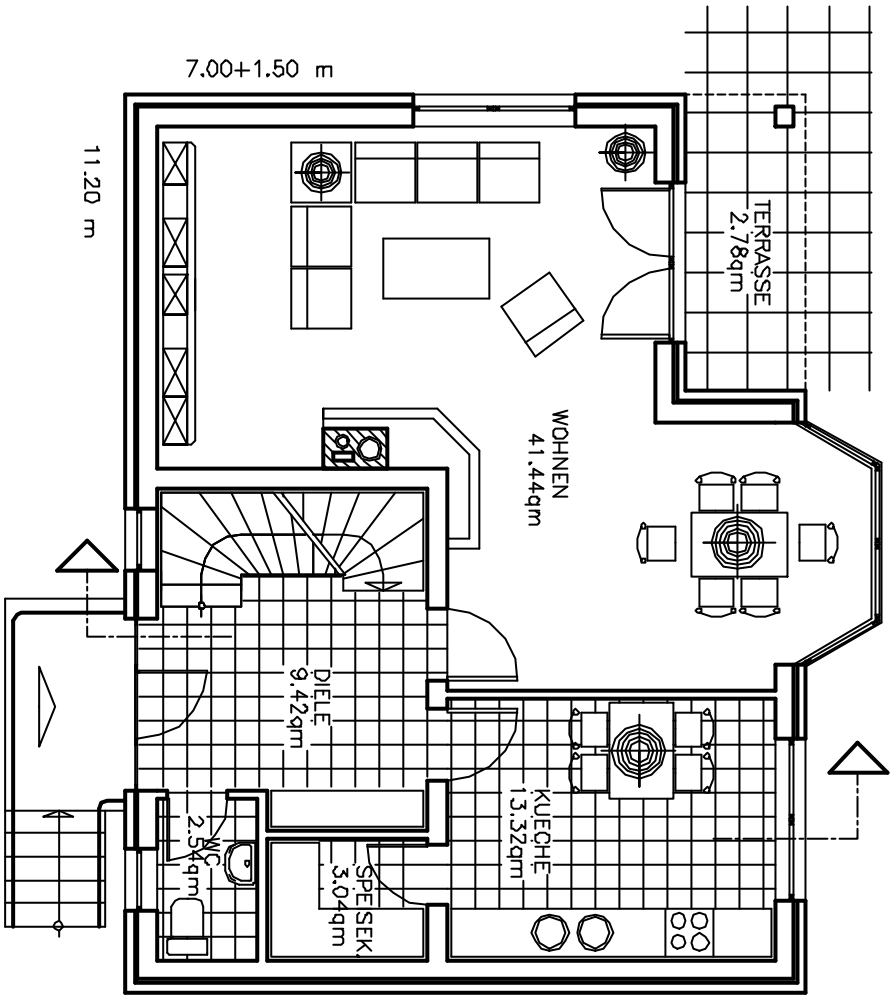 7.00+1.50 m
11.20 m
TERRASSE
2.78qm
WOHNEN
41.44qm
DIELE
9.42qm
KUECHE
13.32qm
WC
2.54qm
SPEISEK.
3.04qm